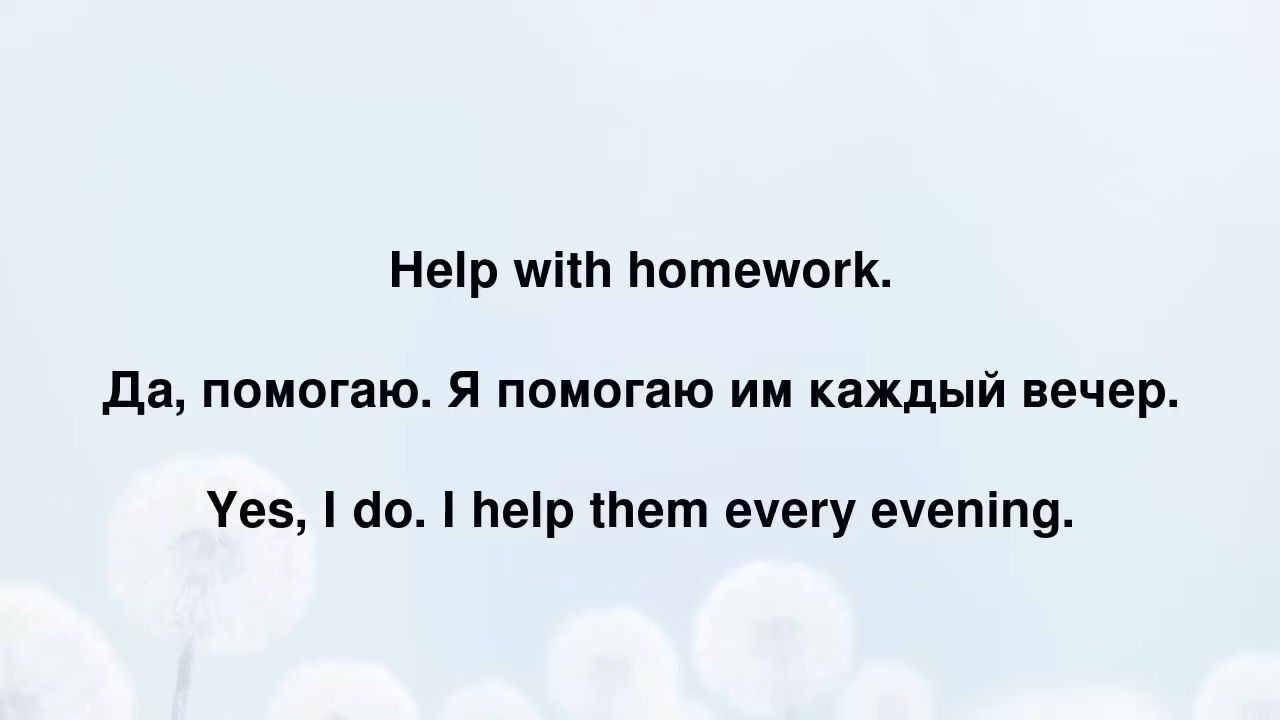 Help with homework.
Да, помогаю. Я помогаю им каждый вечер.
Yes, I do. I help them every evening.